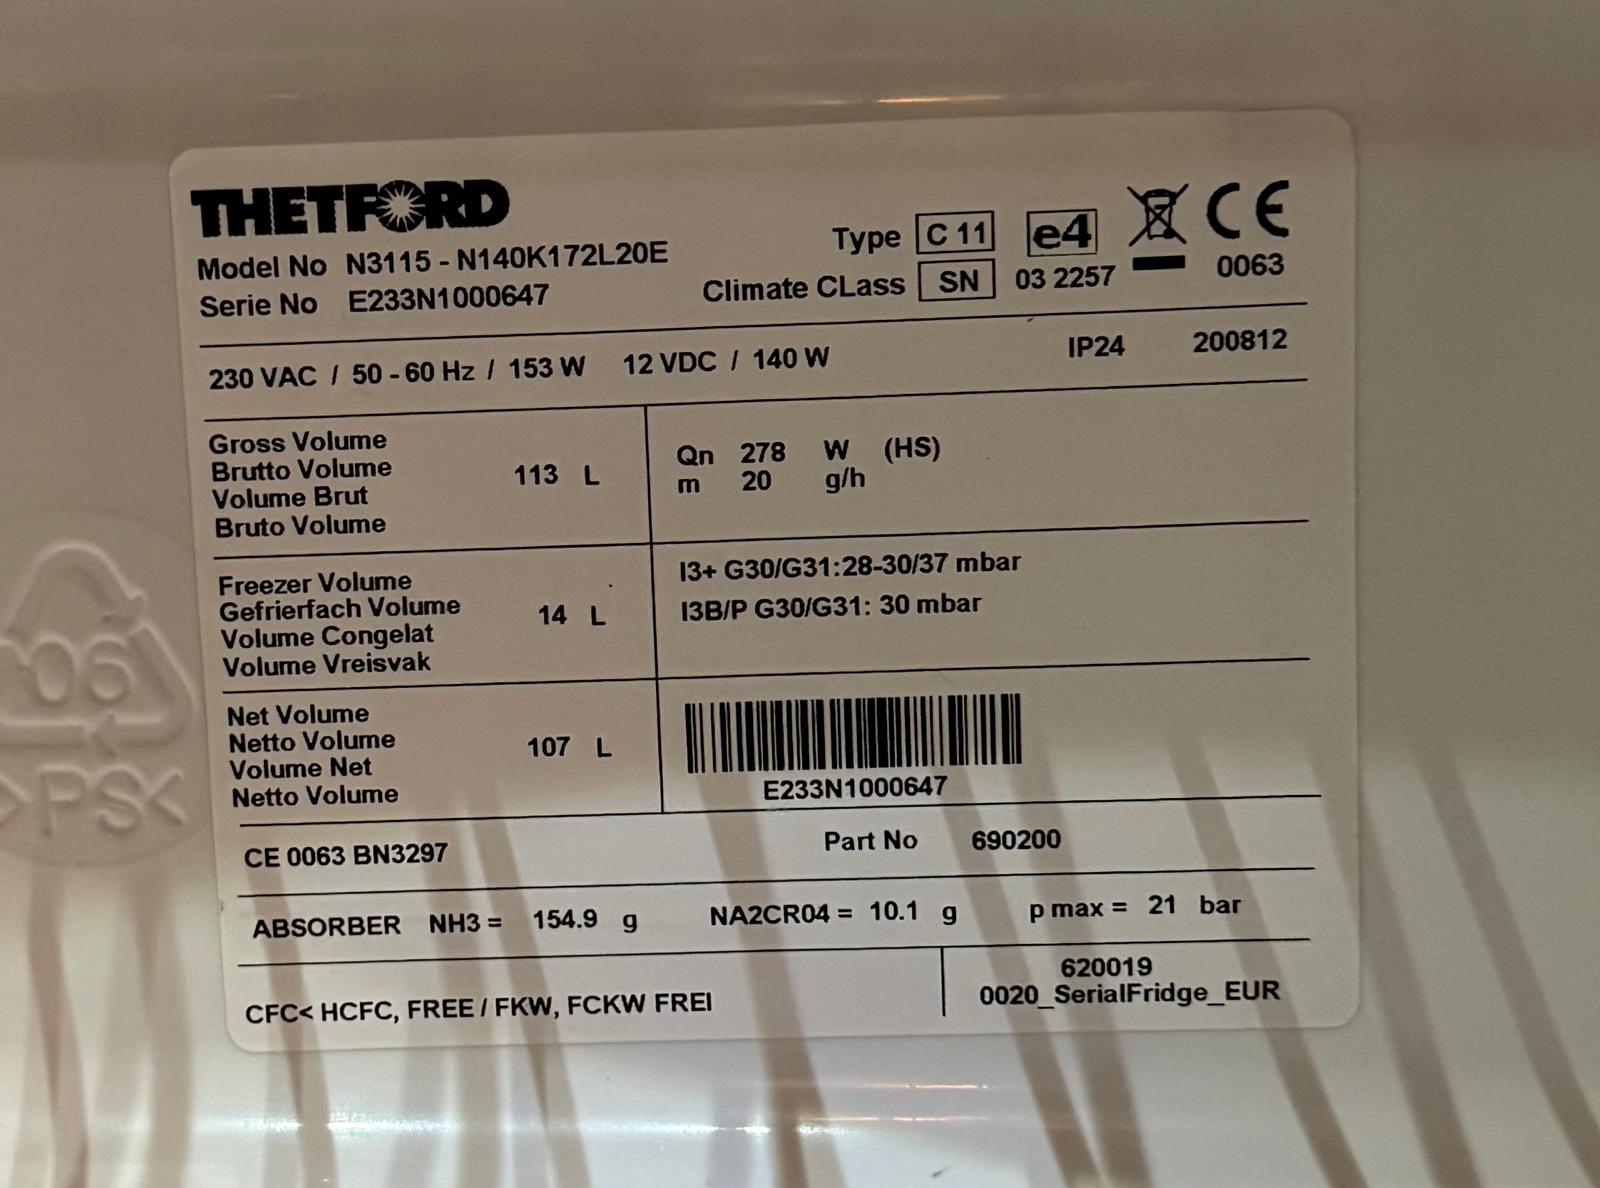 THETFORD
Model No N3115 - N140K172L20E
Serie No E233N1000647
Type C 11
Climate CLass SN
e4
03 2257
CE
0063
230 VAC / 50 - 60 Hz / 153 W 12 VDC / 140 W IP24 200812
Gross Volume
Brutto Volume
Volume Brut
Bruto Volume
113 L
Qn 278 W (HS)
m 20 g/h
Freezer Volume
Gefrierfach Volume
Volume Congelat
Volume Vreisvak
14 L
I3+ G30/G31:28-30/37 mbar
I3B/P G30/G31: 30 mbar
Net Volume
Netto Volume
Volume Net
Netto Volume
107 L
E233N1000647
CE 0063 BN3297 Part No 690200
ABSORBER NH3 = 154.9 g NA2CR04 = 10.1 g p max = 21 bar
CFC< HCFC, FREE / FKW, FCKW FREI
620019
0020_SerialFridge_EUR
06
>PS<